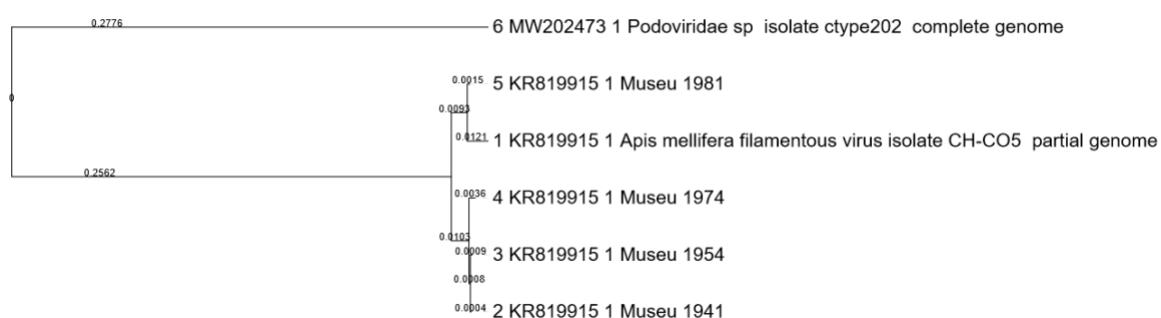 0.2776
6 MW202473 1 Podoviridae sp isolate ctype202 complete genome
0.0015
5 KR819915 1 Museu 1981
0
0.0093
0.0121
1 KR819915 1 Apis mellifera filamentous virus isolate CH-CO5 partial genome
0.2562
0.0036
4 KR819915 1 Museu 1974
0.0103
0.0009
3 KR819915 1 Museu 1954
0.0008
0.0004
2 KR819915 1 Museu 1941